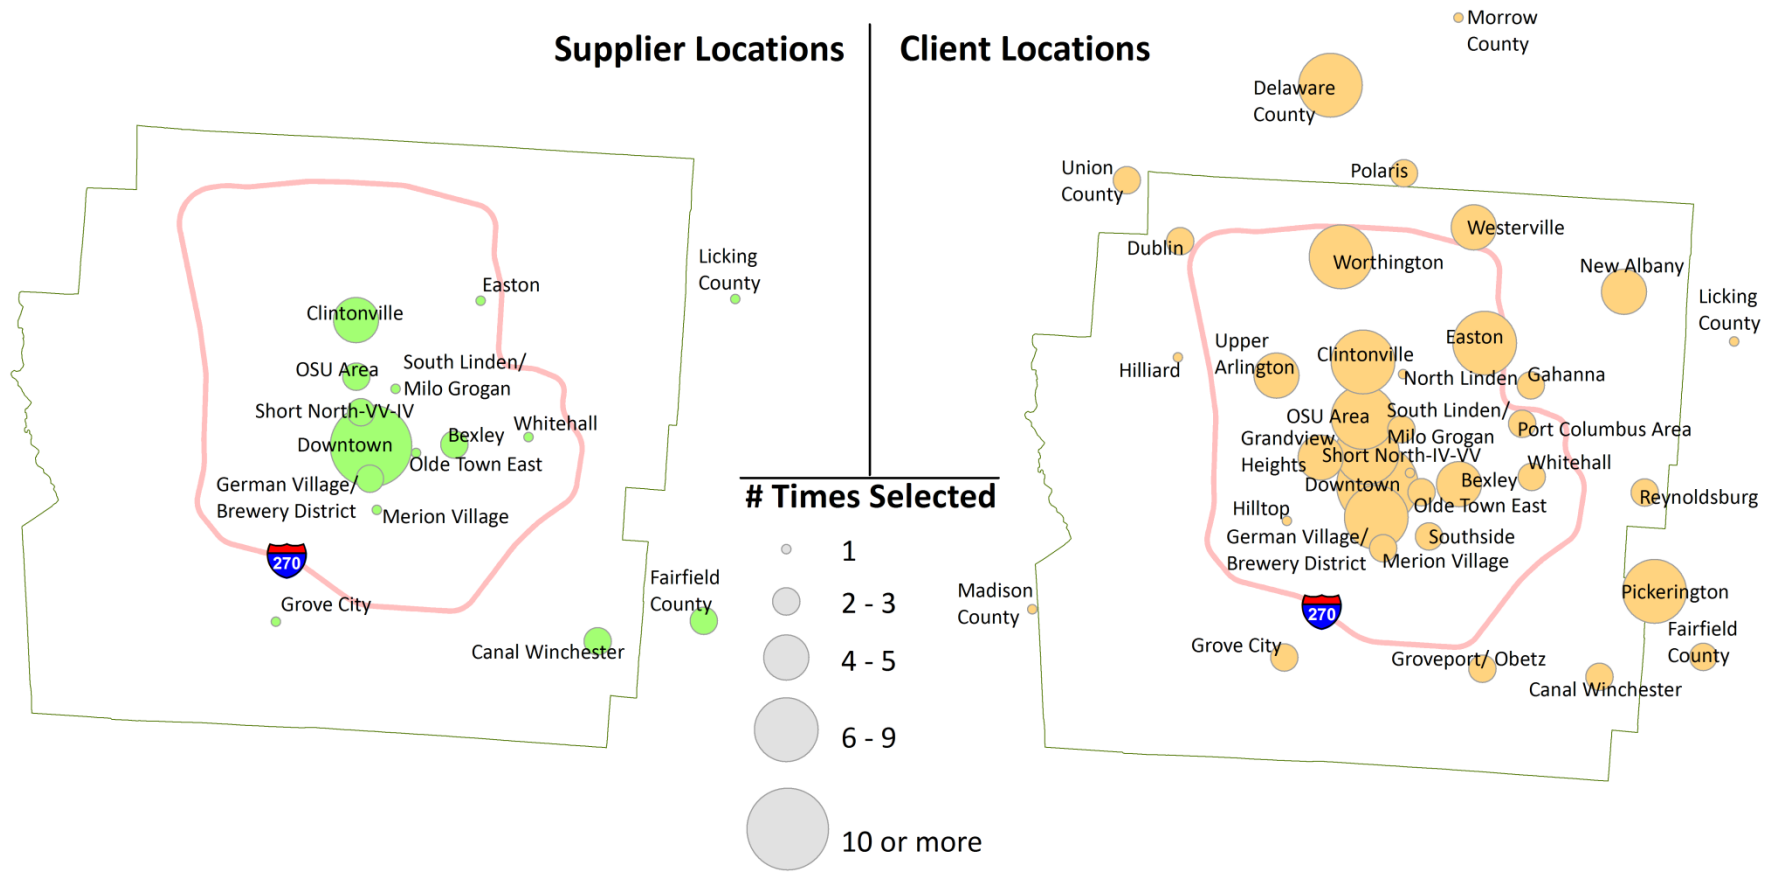 Supplier Locations
Clintonville
Easton
Licking
County
OSU Area
South Linden/
Milo Grogan
Short North-VV-IV
Downtown
Bexley
Whitehall
Olde Town East
German Village/
Brewery District
Merion Village
270
Grove City
Fairfield
County
Canal Winchester
# Times Selected
1
2 - 3
4 - 5
6 - 9
10 or more
Client Locations
Morrow
County
Delaware
County
Union
County
Polaris
Dublin
Westerville
Worthington
New Albany
Licking
County
Upper
Arlington
Easton
Clintonville
Hilliard
North Linden
Gahanna
OSU Area
South Linden/
Milo Grogan
Port Columbus Area
Grandview
Heights
Short North-IV-VV
Whitehall
Downtown
Bexley
Olde Town East
Reynoldsburg
Hilltop
German Village/
Brewery District
Southside
Merion Village
Madison
County
270
Pickerington
Fairfield
County
Grove City
Groveport/ Obetz
Canal Winchester